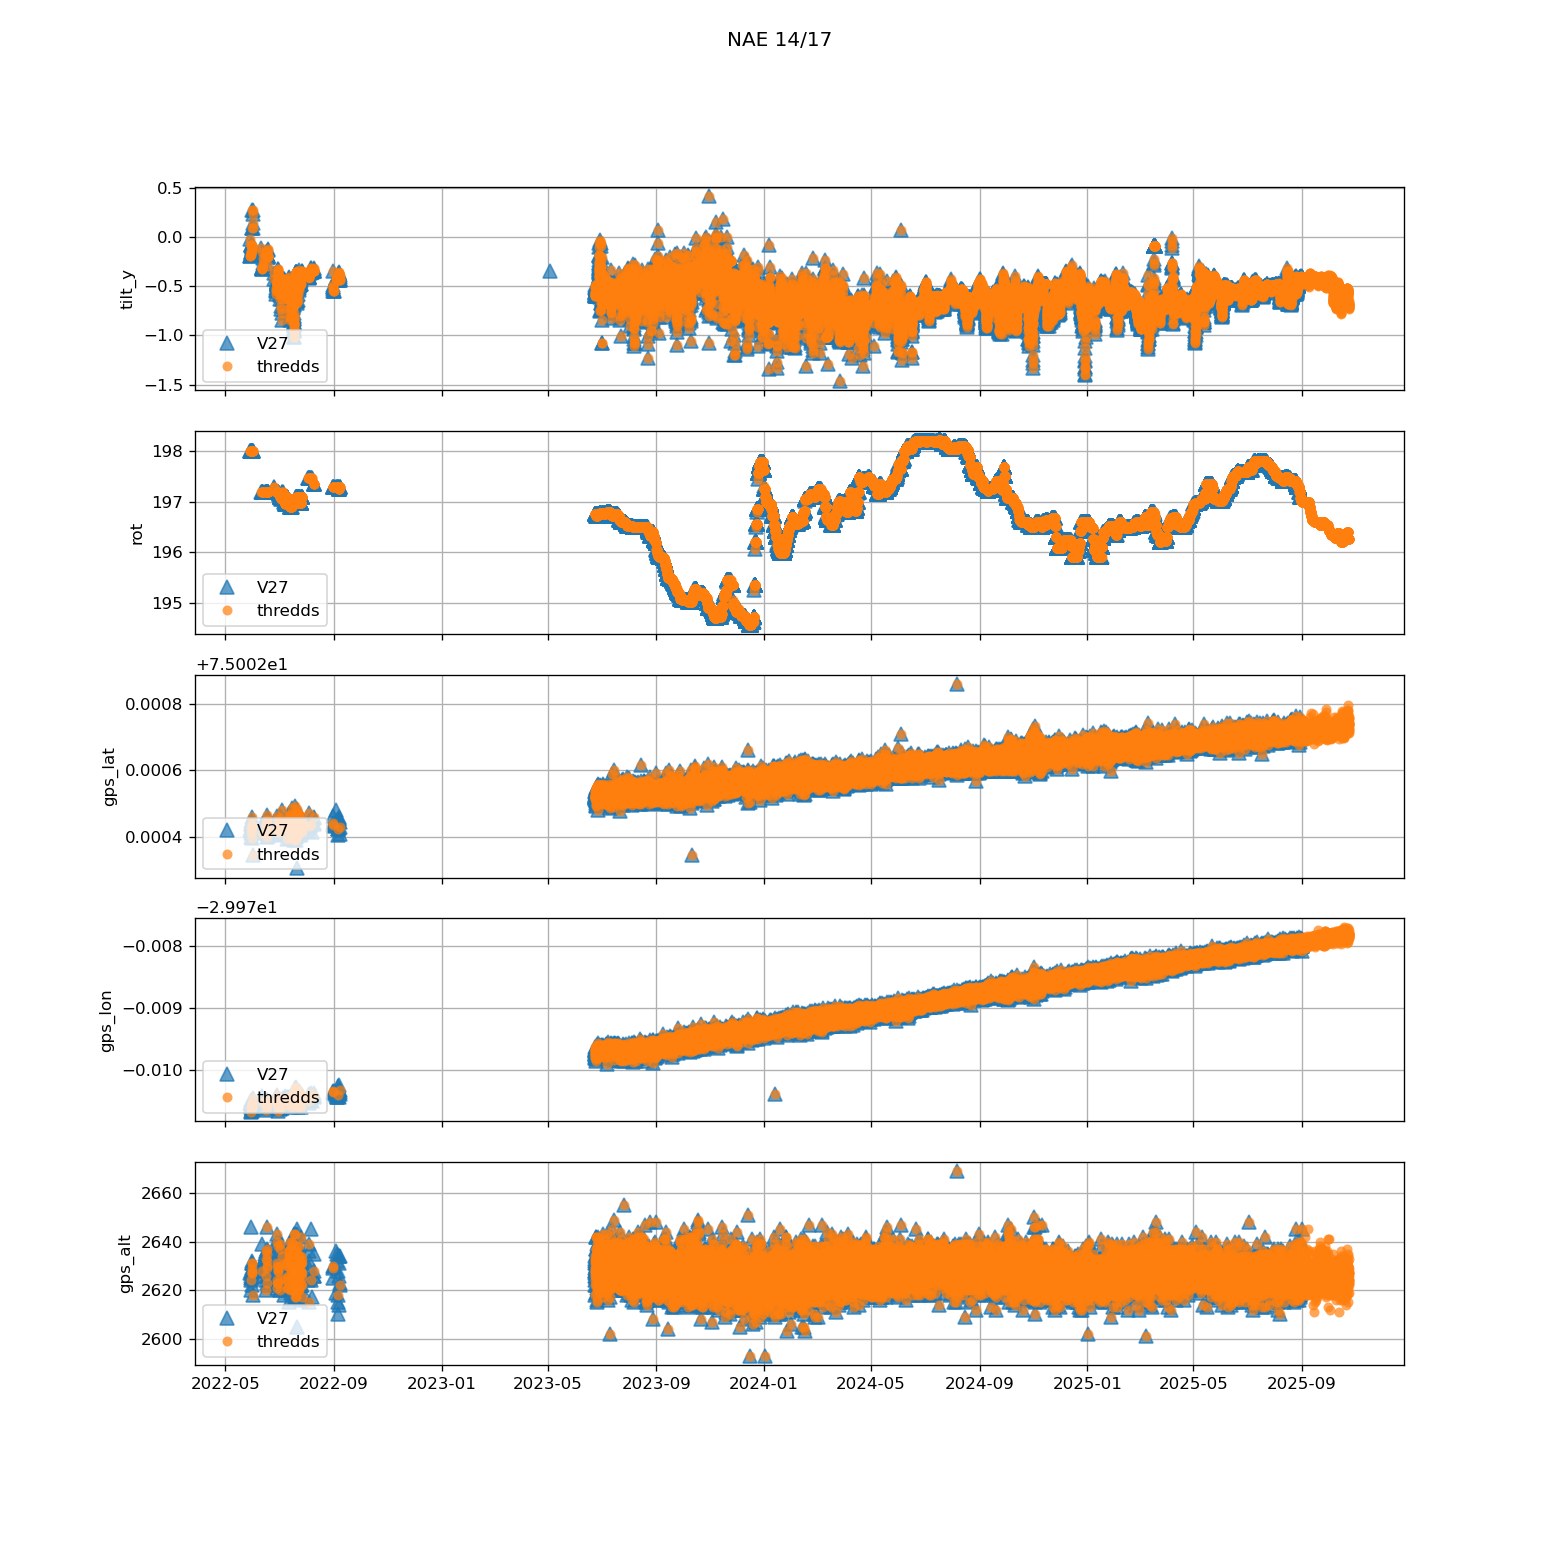 NAE 14/17
0.5
0.0
−0.5
−1.0
−1.5
tilt_y
V27
thredds
198
197
196
195
rot
V27
thredds
+7.5002e1
0.0008
0.0006
0.0004
gps_lat
V27
thredds
−2.997e1
−0.008
−0.009
−0.010
gps_lon
V27
thredds
2660
2640
2620
2600
gps_alt
V27
thredds
2022-05 2022-09 2023-01 2023-05 2023-09 2024-01 2024-05 2024-09 2025-01 2025-05 2025-09